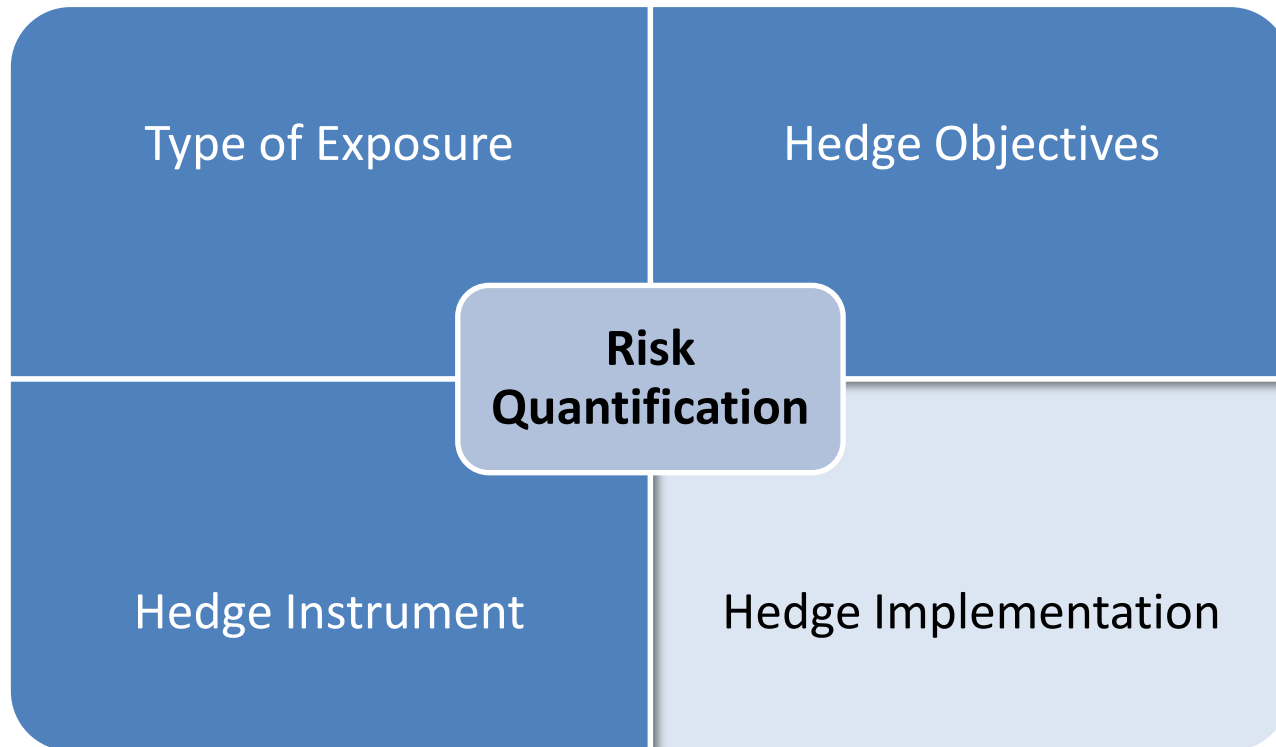 Type of Exposure
Hedge Objectives
Risk
Quantification
Hedge Instrument
Hedge Implementation